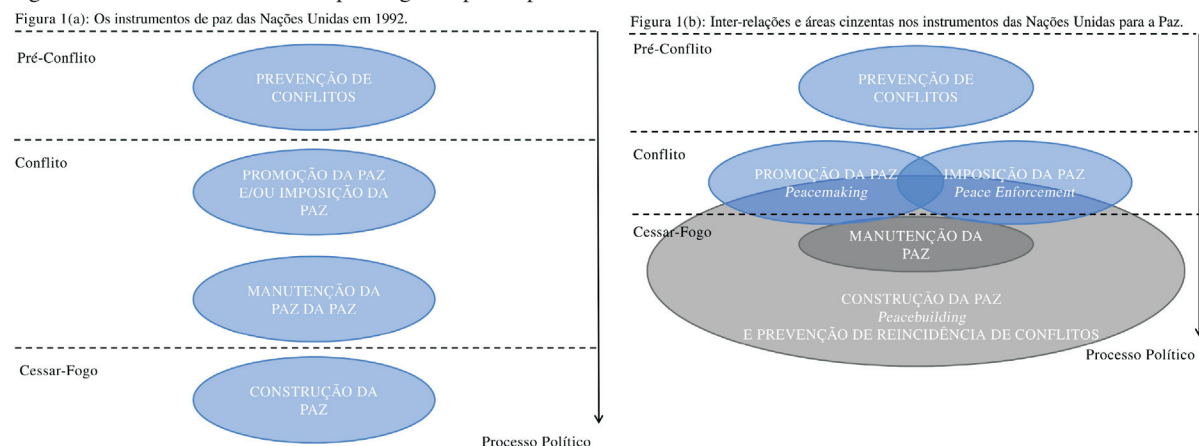 Figura 1(a): Os instrumentos de paz das Nações Unidas em 1992.
Pré-Conflito
PREVENÇÃO DE
CONFLITOS
Conflito
PROMOÇÃO DA PAZ
E/OU IMPOSIÇÃO DA
PAZ
MANUTENÇÃO DA
PAZ DA PAZ
Cessar-Fogo
CONSTRUÇÃO DA
PAZ
Processo Político
Figura 1(b): Inter-relações e áreas cinzentas nos instrumentos das Nações Unidas para a Paz.
Pré-Conflito
PREVENÇÃO DE
CONFLITOS
Conflito
PROMOÇÃO DA PAZ
Peacemaking
IMPOSIÇÃO DA PAZ
Peace Enforcement
Cessar-Fogo
MANUTENÇÃO DA
PAZ
CONSTRUÇÃO DA PAZ
Peacebuilding
E PREVENÇÃO DE REINCIDÊNCIA DE CONFLITOS
Processo Político